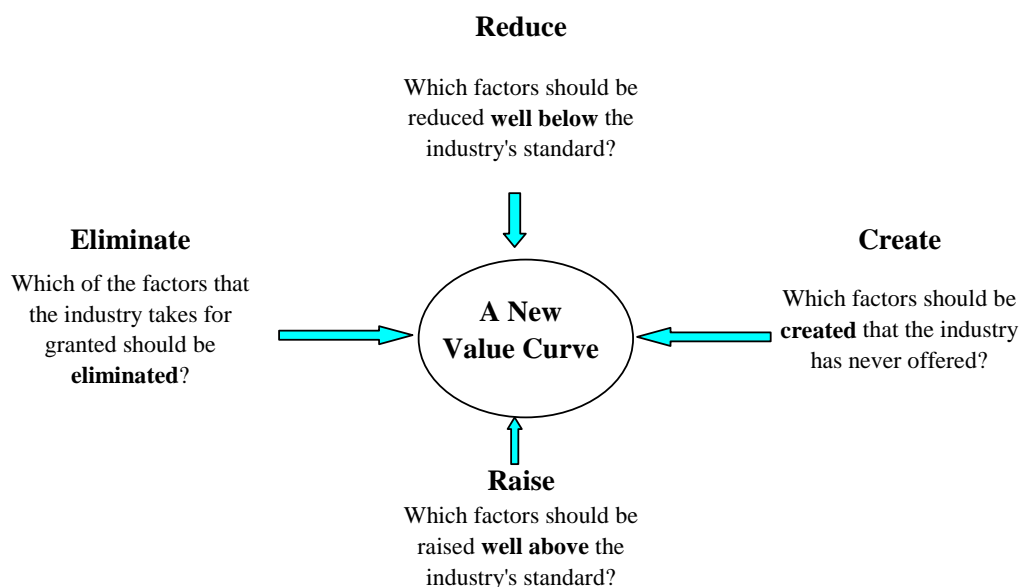 Reduce
Which factors should be
reduced well below the
industry's standard?
Eliminate
Which of the factors that
the industry takes for
granted should be
eliminated?
A New
Value Curve
Create
Which factors should be
created that the industry
has never offered?
Raise
Which factors should be
raised well above the
industry's standard?